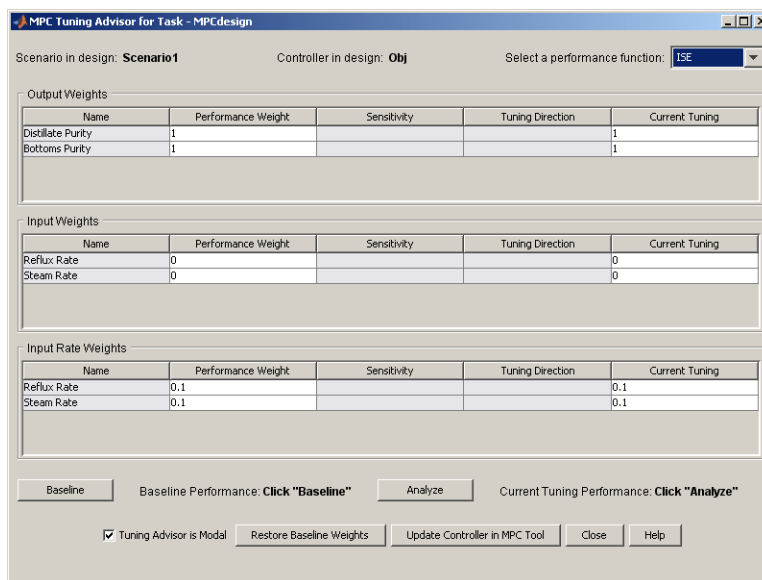 MPC Tuning Advisor for Task - MPCdesign
Scenario in design: Scenario1 Controller in design: Obj Select a performance function: ISE
Output Weights
Name Performance Weight Sensitivity Tuning Direction Current Tuning
Distillate Purity 1 1
Bottoms Purity 1 1
Input Weights
Name Performance Weight Sensitivity Tuning Direction Current Tuning
Reflux Rate 0 0
Steam Rate 0 0
Input Rate Weights
Name Performance Weight Sensitivity Tuning Direction Current Tuning
Reflux Rate 0.1 0.1
Steam Rate 0.1 0.1
Baseline Baseline Performance: Click "Baseline" Analyze Current Tuning Performance: Click "Analyze"
Tuning Advisor is Modal Restore Baseline Weights Update Controller in MPC Tool Close Help